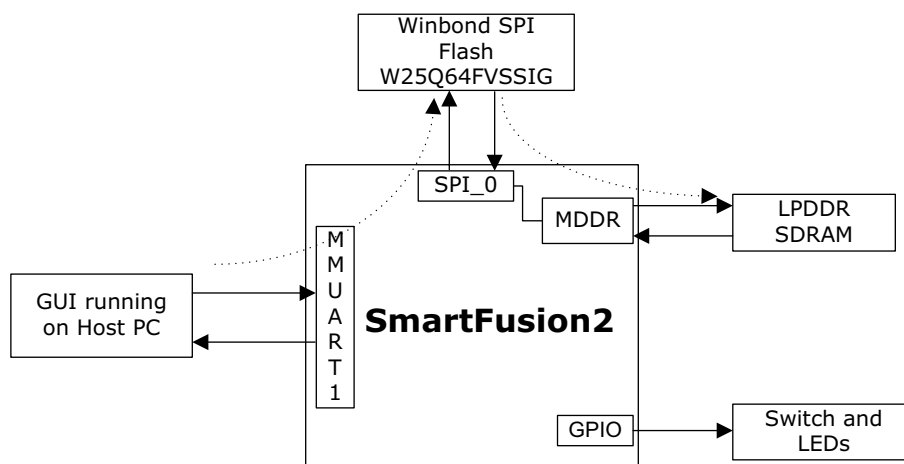 Winbond SPI
Flash
W25Q64FVSSIG
SPI_0
MDDR
LPDDR
SDRAM
M
M
U
A
R
T
1
GUI running
on Host PC
SmartFusion2
GPIO
Switch and
LEDs